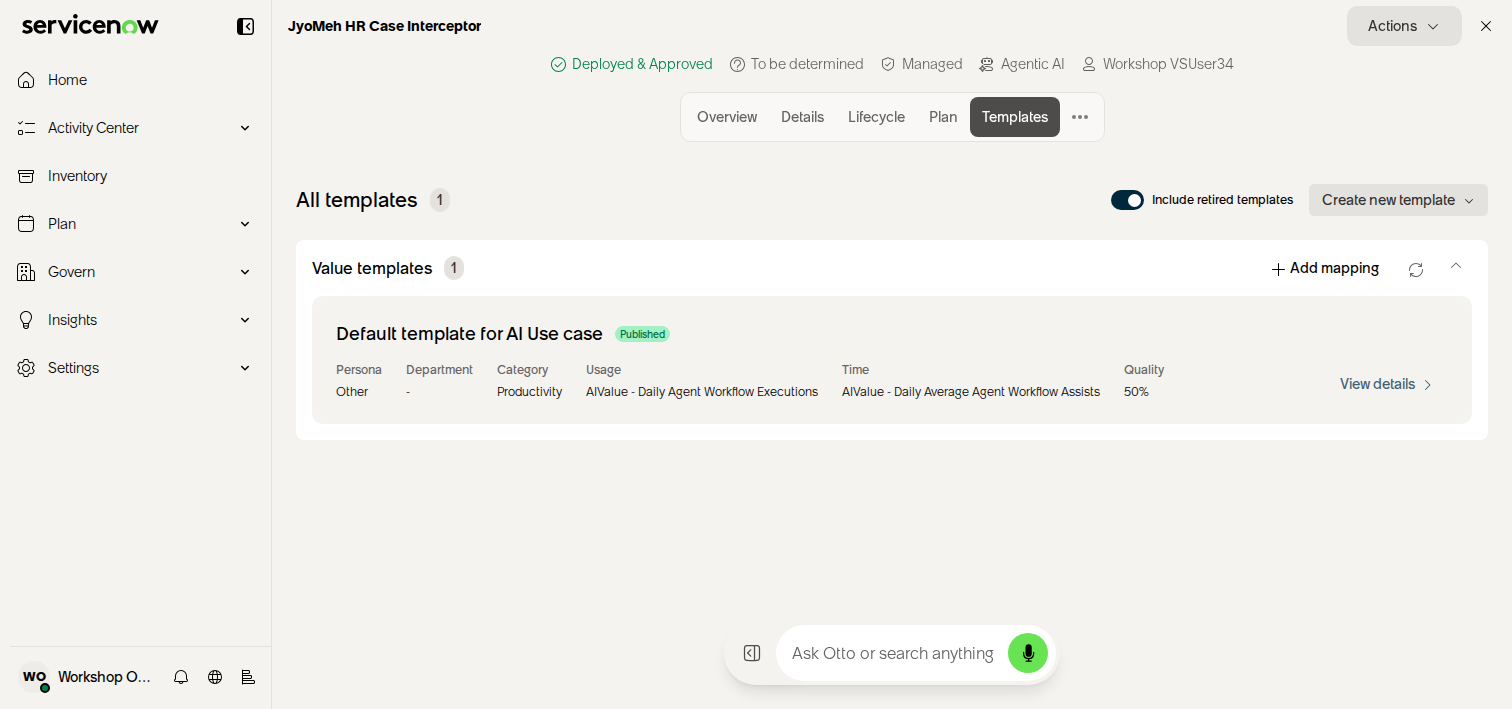 servicenow
JyoMeh HR Case Interceptor
Actions
Home
Activity Center
Inventory
Plan
Govern
Insights
Settings
Deployed & Approved
To be determined
Managed
Agentic AI
Workshop VSUser34
Overview
Details
Lifecycle
Plan
Templates
All templates 1
Include retired templates
Create new template
Value templates 1
Add mapping
Default template for AI Use case
Published
Persona Department Category Usage Time Quality
Other - Productivity AIValue - Daily Agent Workflow Executions AIValue - Daily Average Agent Workflow Assists 50%
View details
Ask Otto or search anything
WO
Workshop O...